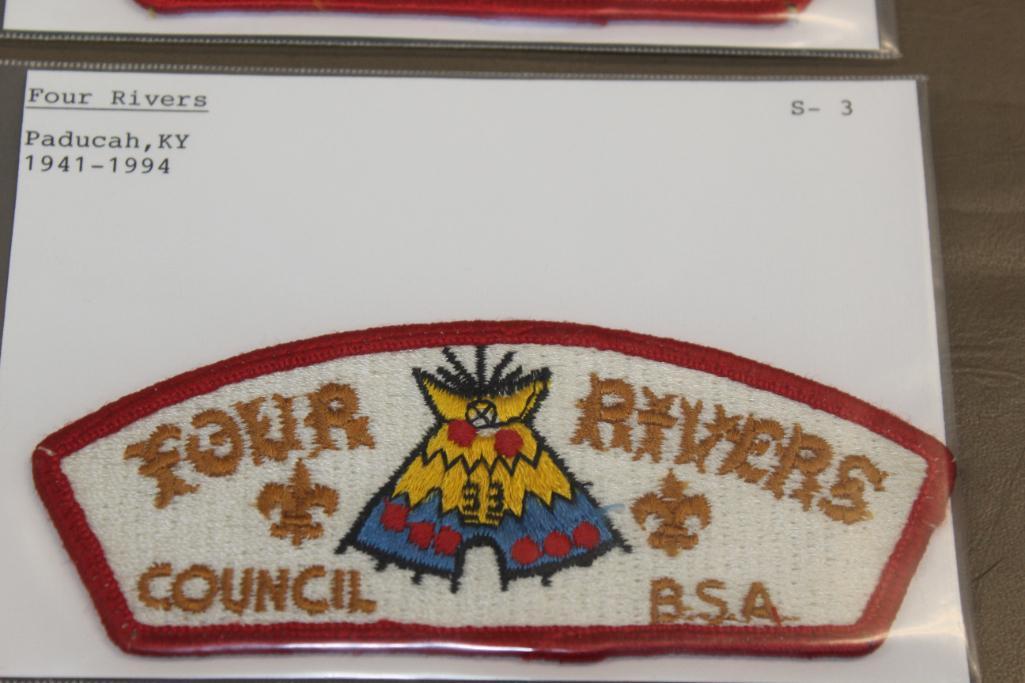 Four Rivers
S- 3
Paducah,KY
1941-1994
FOUR RIVERS
COUNCIL B.S.A.